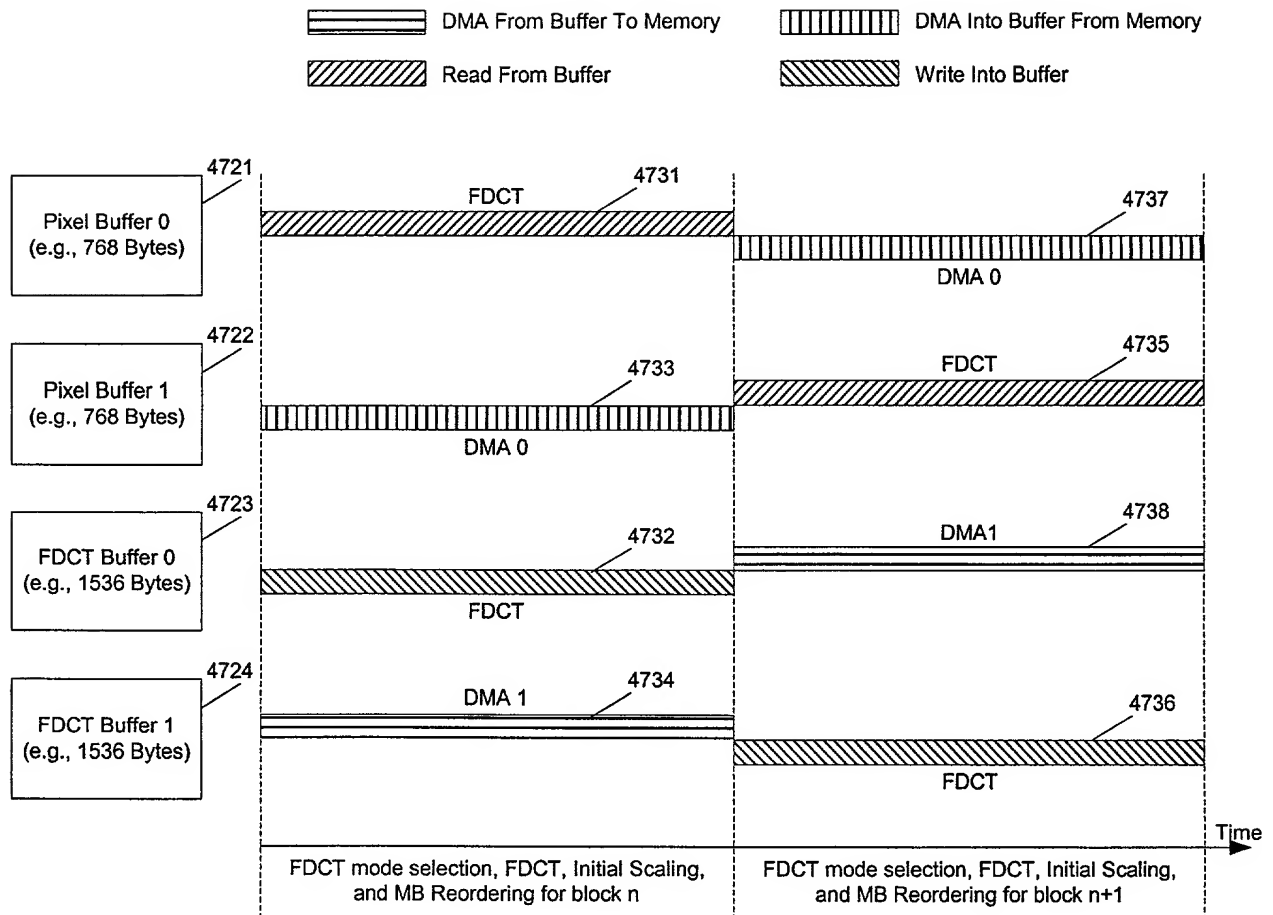 DMA From Buffer To Memory
DMA Into Buffer From Memory
Read From Buffer
Write Into Buffer
4721
Pixel Buffer 0
(e.g., 768 Bytes)
FDCT
4731
4737
DMA 0
4722
Pixel Buffer 1
(e.g., 768 Bytes)
4733
DMA 0
FDCT
4735
4723
FDCT Buffer 0
(e.g., 1536 Bytes)
4732
FDCT
DMA1
4738
4724
FDCT Buffer 1
(e.g., 1536 Bytes)
DMA 1
4734
4736
FDCT
Time
FDCT mode selection, FDCT, Initial Scaling,
and MB Reordering for block n
FDCT mode selection, FDCT, Initial Scaling,
and MB Reordering for block n+1